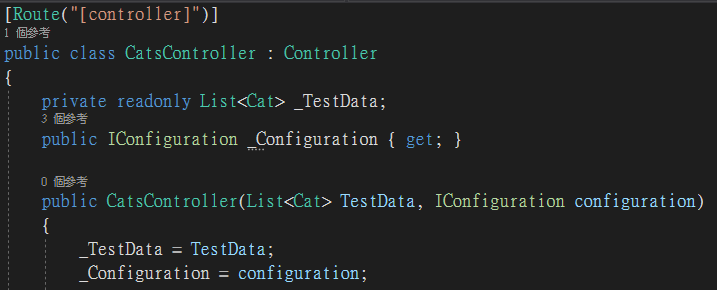 [Route("[controller]")]
1 個參考
public class CatsController : Controller
{
private readonly List<Cat> _TestData;
3 個參考
public IConfiguration _Configuration { get; }
0 個參考
public CatsController(List<Cat> TestData, IConfiguration configuration)
{
_TestData = TestData;
_Configuration = configuration;